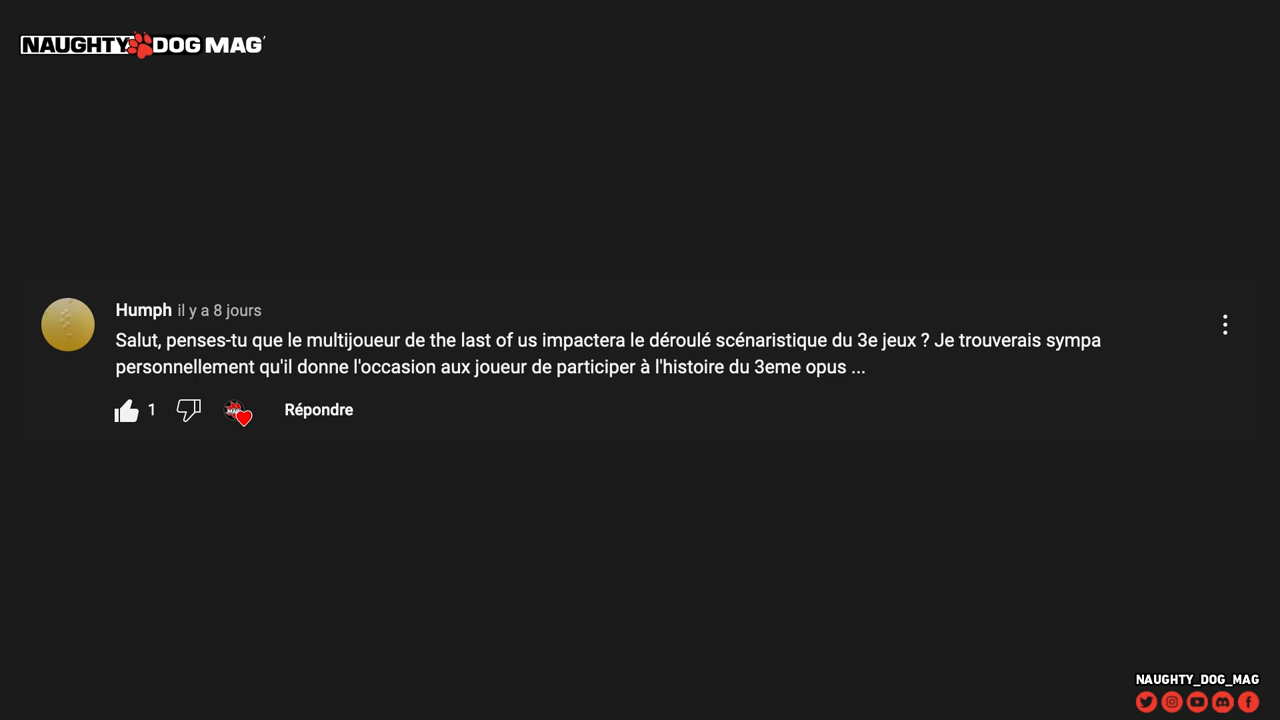 NAUGHTY DOG MAG'
Humph il y a 8 jours
Salut, penses-tu que le multijoueur de the last of us impactera le déroulé scénaristique du 3e jeux ? Je trouverais sympa
personnellement qu'il donne l'occasion aux joueur de participer à l'histoire du 3eme opus ...
1 Répondre
NAUGHTY_DOG_MAG